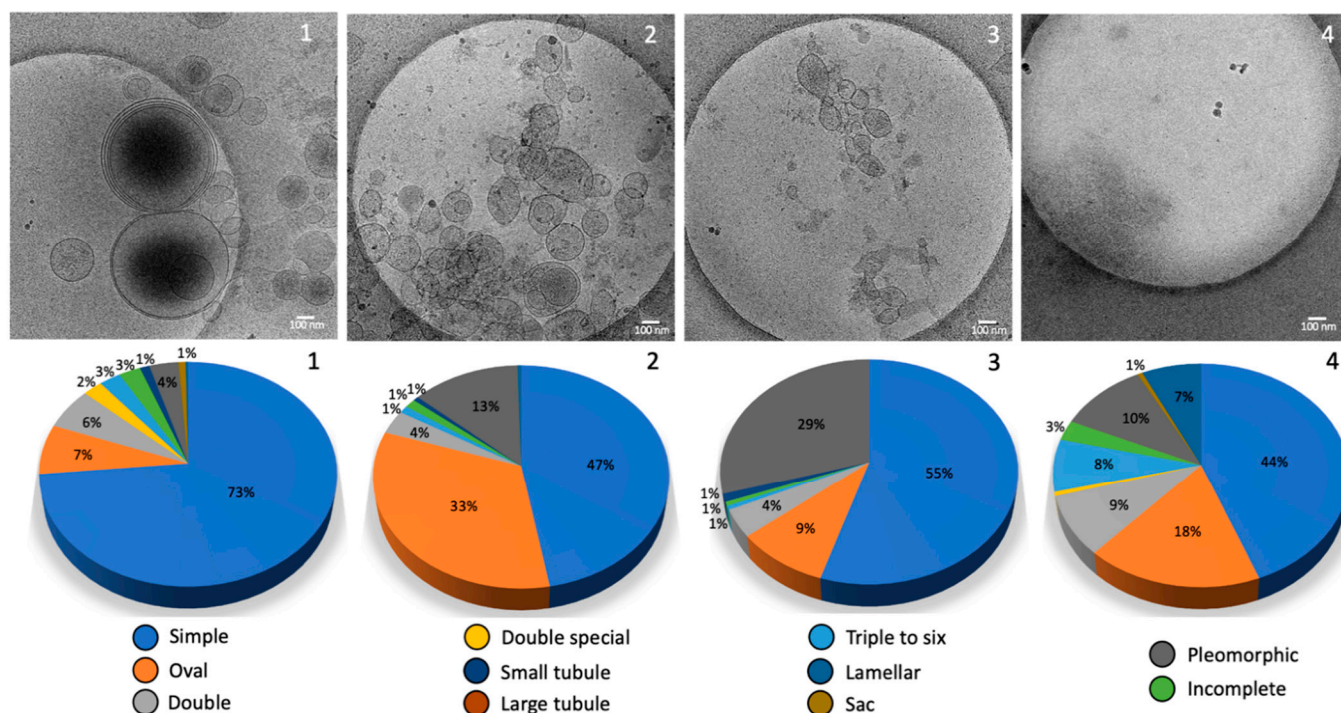 1
2
3
4
100 nm
100 nm
100 nm
100 nm
1
1%
1%
3%
3%
2%
4%
6%
7%
73%
2
1%
1%
1%
13%
4%
47%
33%
3
29%
55%
1%
1%
1%
4%
9%
4
1%
7%
10%
3%
44%
8%
9%
18%
Simple
Double special
Triple to six
Pleomorphic
Oval
Small tubule
Lamellar
Incomplete
Double
Large tubule
Sac